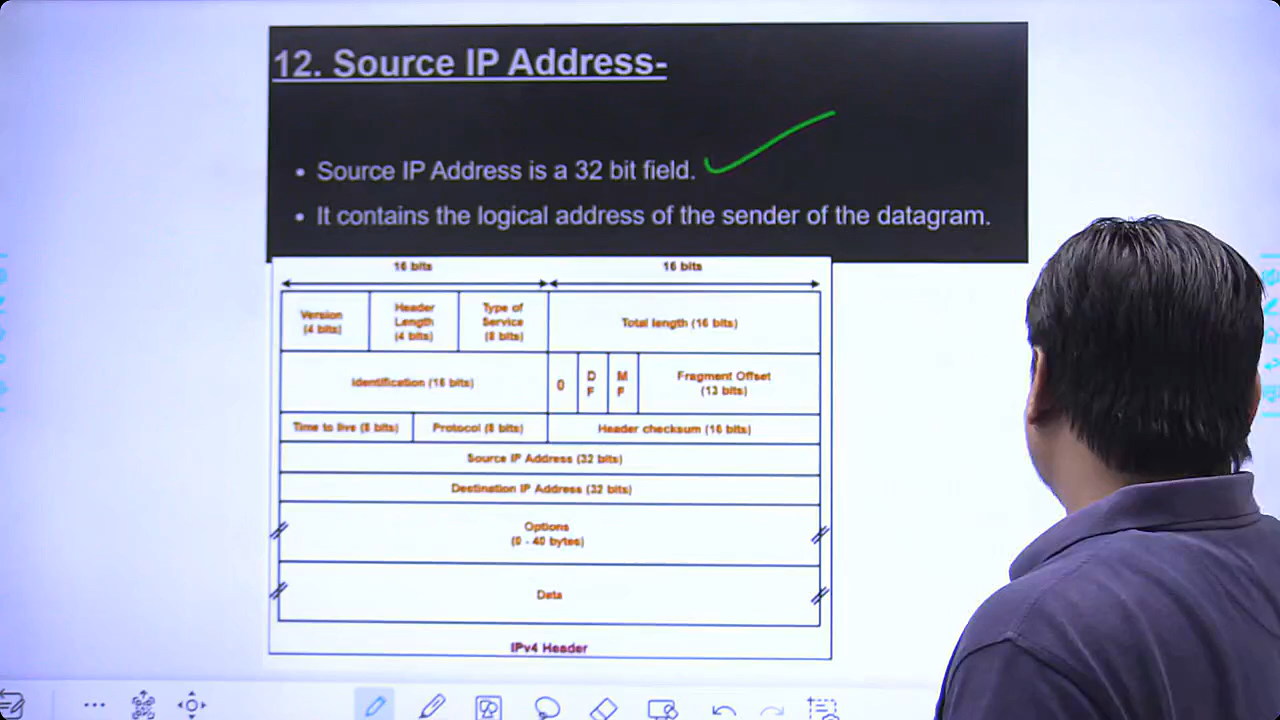 12. Source IP Address-
• Source IP Address is a 32 bit field.
• It contains the logical address of the sender of the datagram.
16 bits
16 bits
Version
(4 bits)
Header
Length
(4 bits)
Type of
Service
(8 bits)
Total length (16 bits)
Identification (16 bits)
0
D
F
M
F
Fragment Offset
(13 bits)
Time to live (8 bits)
Protocol (8 bits)
Header checksum (16 bits)
Source IP Address (32 bits)
Destination IP Address (32 bits)
Options
(0 - 40 bytes)
Data
IPv4 Header